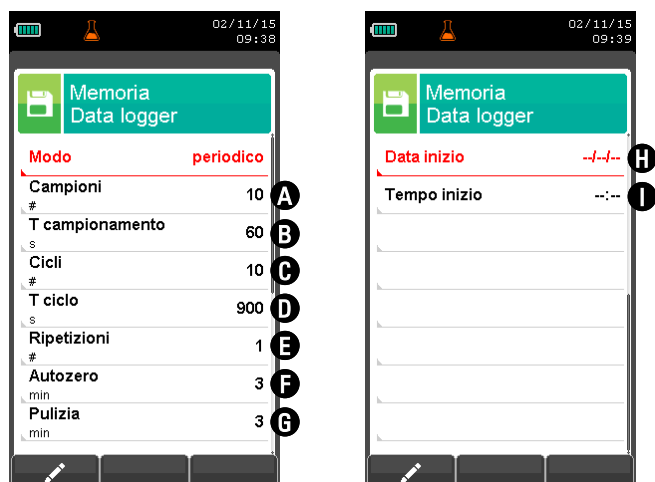 02/11/15
09:38
Memoria
Data logger
Modo periodico
Campioni
# 10 A
T campionamento
s 60 B
Cicli
# 10 C
T ciclo
s 900 D
Ripetizioni
# 1 E
Autozero
min 3 F
Pulizia
min 3 G
02/11/15
09:39
Memoria
Data logger
Data inizio --/--/-- H
Tempo inizio --:-- I